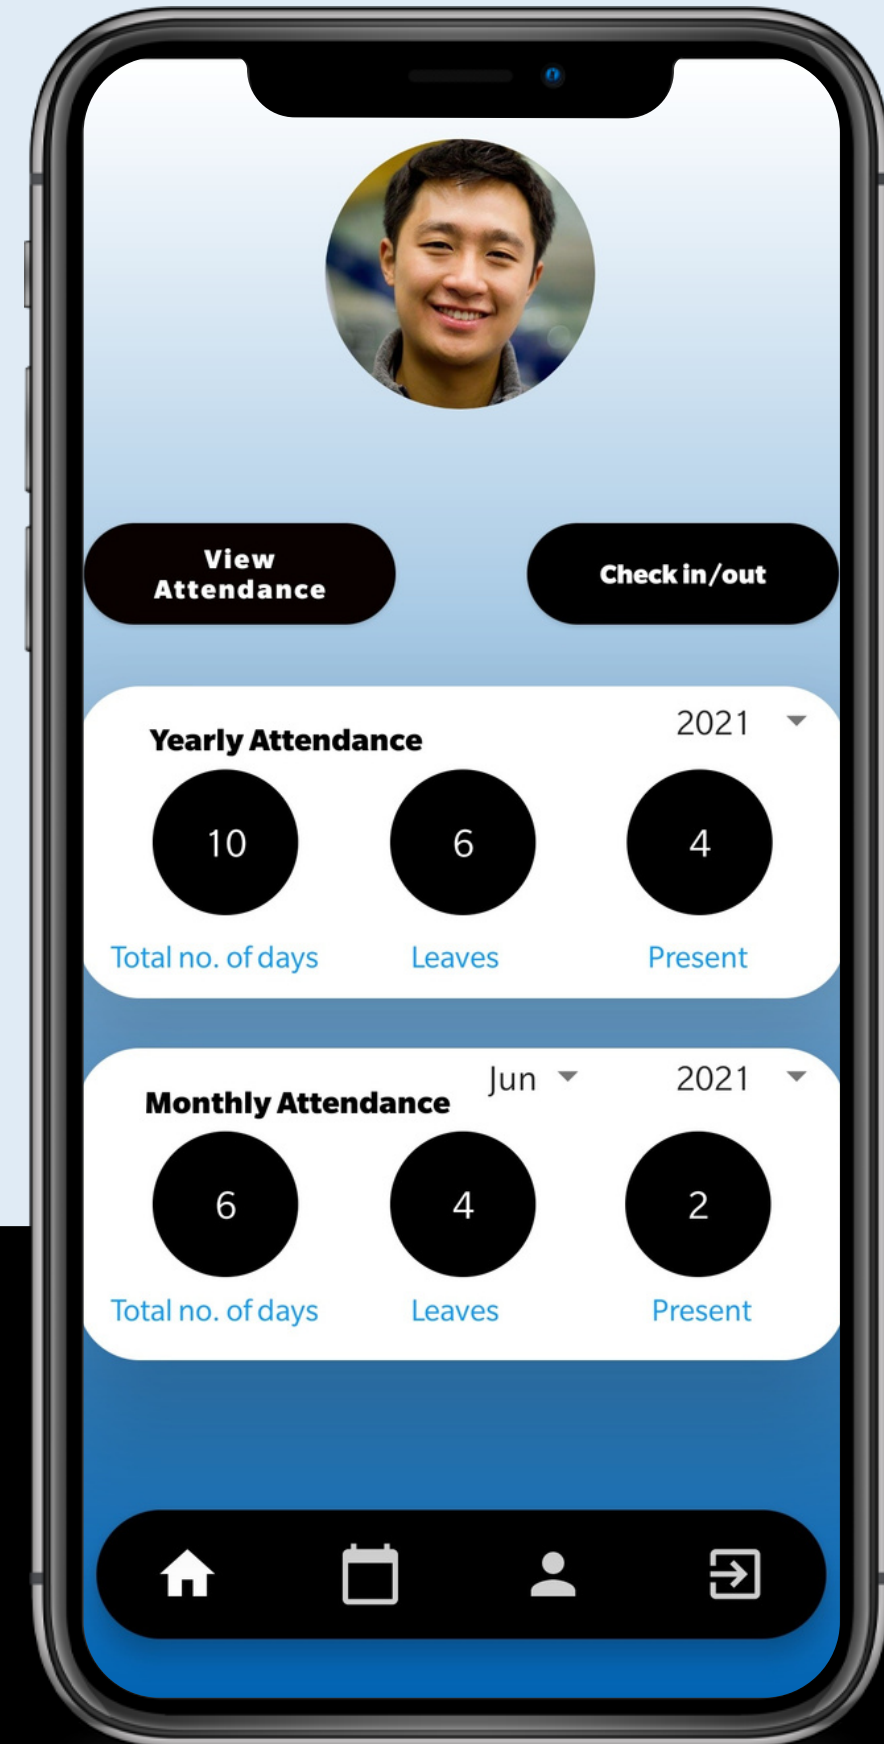 View
Attendance
Check in/out
Yearly Attendance
2021
10
6
4
Total no. of days
Leaves
Present
Monthly Attendance
Jun
2021
6
4
2
Total no. of days
Leaves
Present